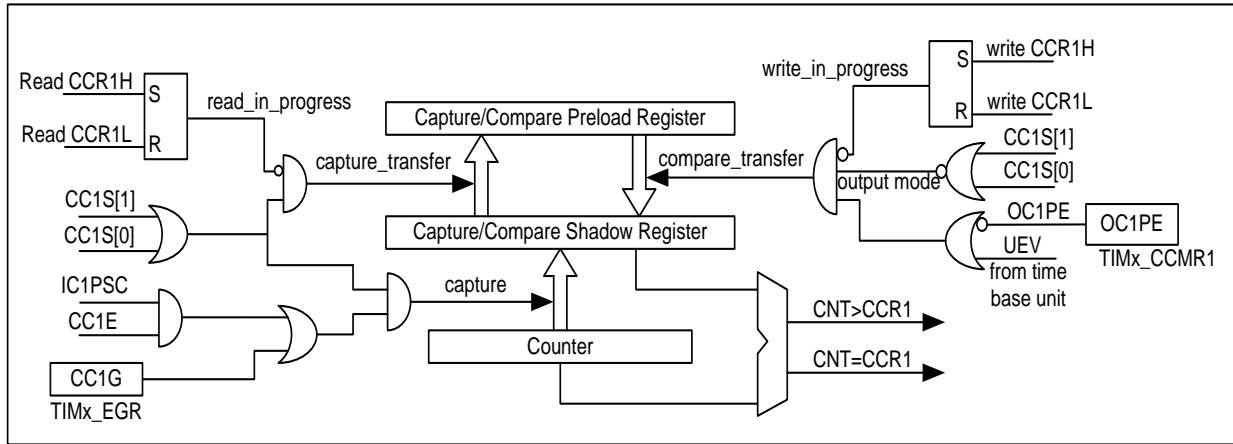 Read CCR1H
S
read_in_progress
Read CCR1L
R
CC1S[1]
CC1S[0]
IC1PSC
CC1E
CC1G
TIMx_EGR
Capture/Compare Preload Register
capture_transfer
compare_transfer
Capture/Compare Shadow Register
capture
Counter
write_in_progress
S
write CCR1H
R
write CCR1L
CC1S[1]
output mode
CC1S[0]
OC1PE
OC1PE
UEV
TIMx_CCMR1
from time
base unit
CNT>CCR1
CNT=CCR1